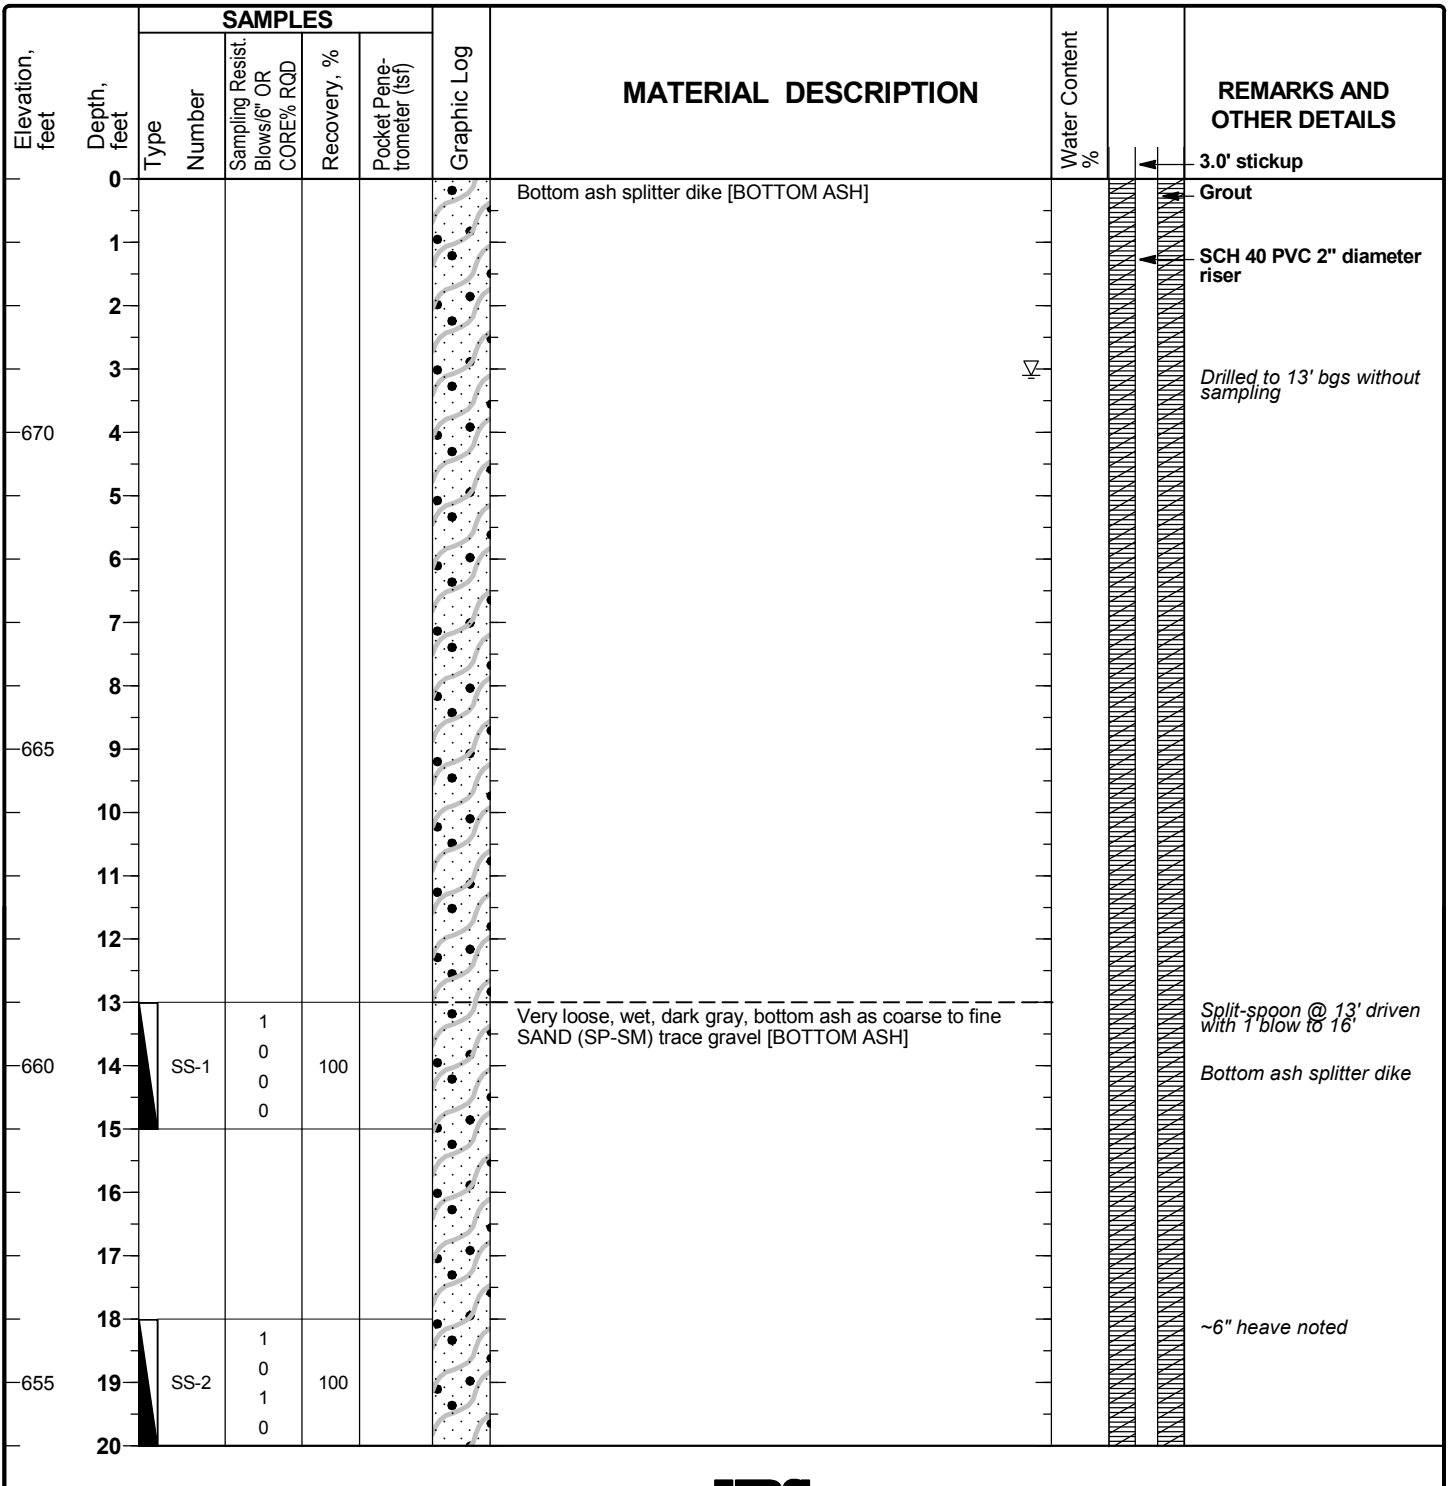 SAMPLES
Elevation,
feet
Depth,
feet
Type
Number
Sampling Resist.
Blows/6" OR
CORE% RQD
Recovery, %
Pocket Pene-
trometer (tsf)
Graphic Log
MATERIAL DESCRIPTION
Water Content
%
REMARKS AND
OTHER DETAILS
3.0' stickup
0
Bottom ash splitter dike [BOTTOM ASH]
Grout
1
SCH 40 PVC 2" diameter
riser
2
3
Drilled to 13' bgs without
sampling
670
4
5
6
7
8
665
9
10
11
12
13
Very loose, wet, dark gray, bottom ash as coarse to fine
SAND (SP-SM) trace gravel [BOTTOM ASH]
Split-spoon @ 13' driven
with 1 blow to 16'
1
0
0
0
660
14
SS-1
100
Bottom ash splitter dike
15
16
17
18
~6" heave noted
1
0
1
0
655
19
SS-2
100
20